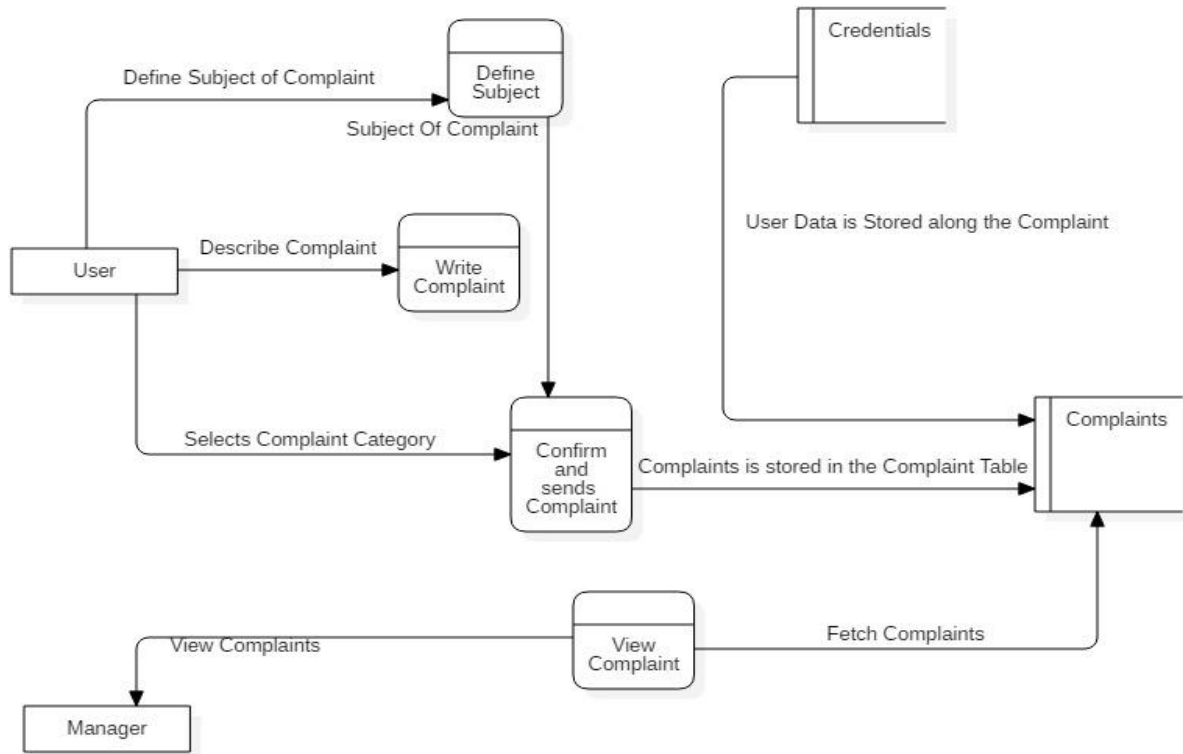 Credentials
Define Subject of Complaint
Define
Subject
Subject Of Complaint
User Data is Stored along the Complaint
Describe Complaint
User
Write
Complaint
Complaints
Selects Complaint Category
Confirm
and
sends
Complaint
Complaints is stored in the Complaint Table
View Complaints
View
Complaint
Fetch Complaints
Manager